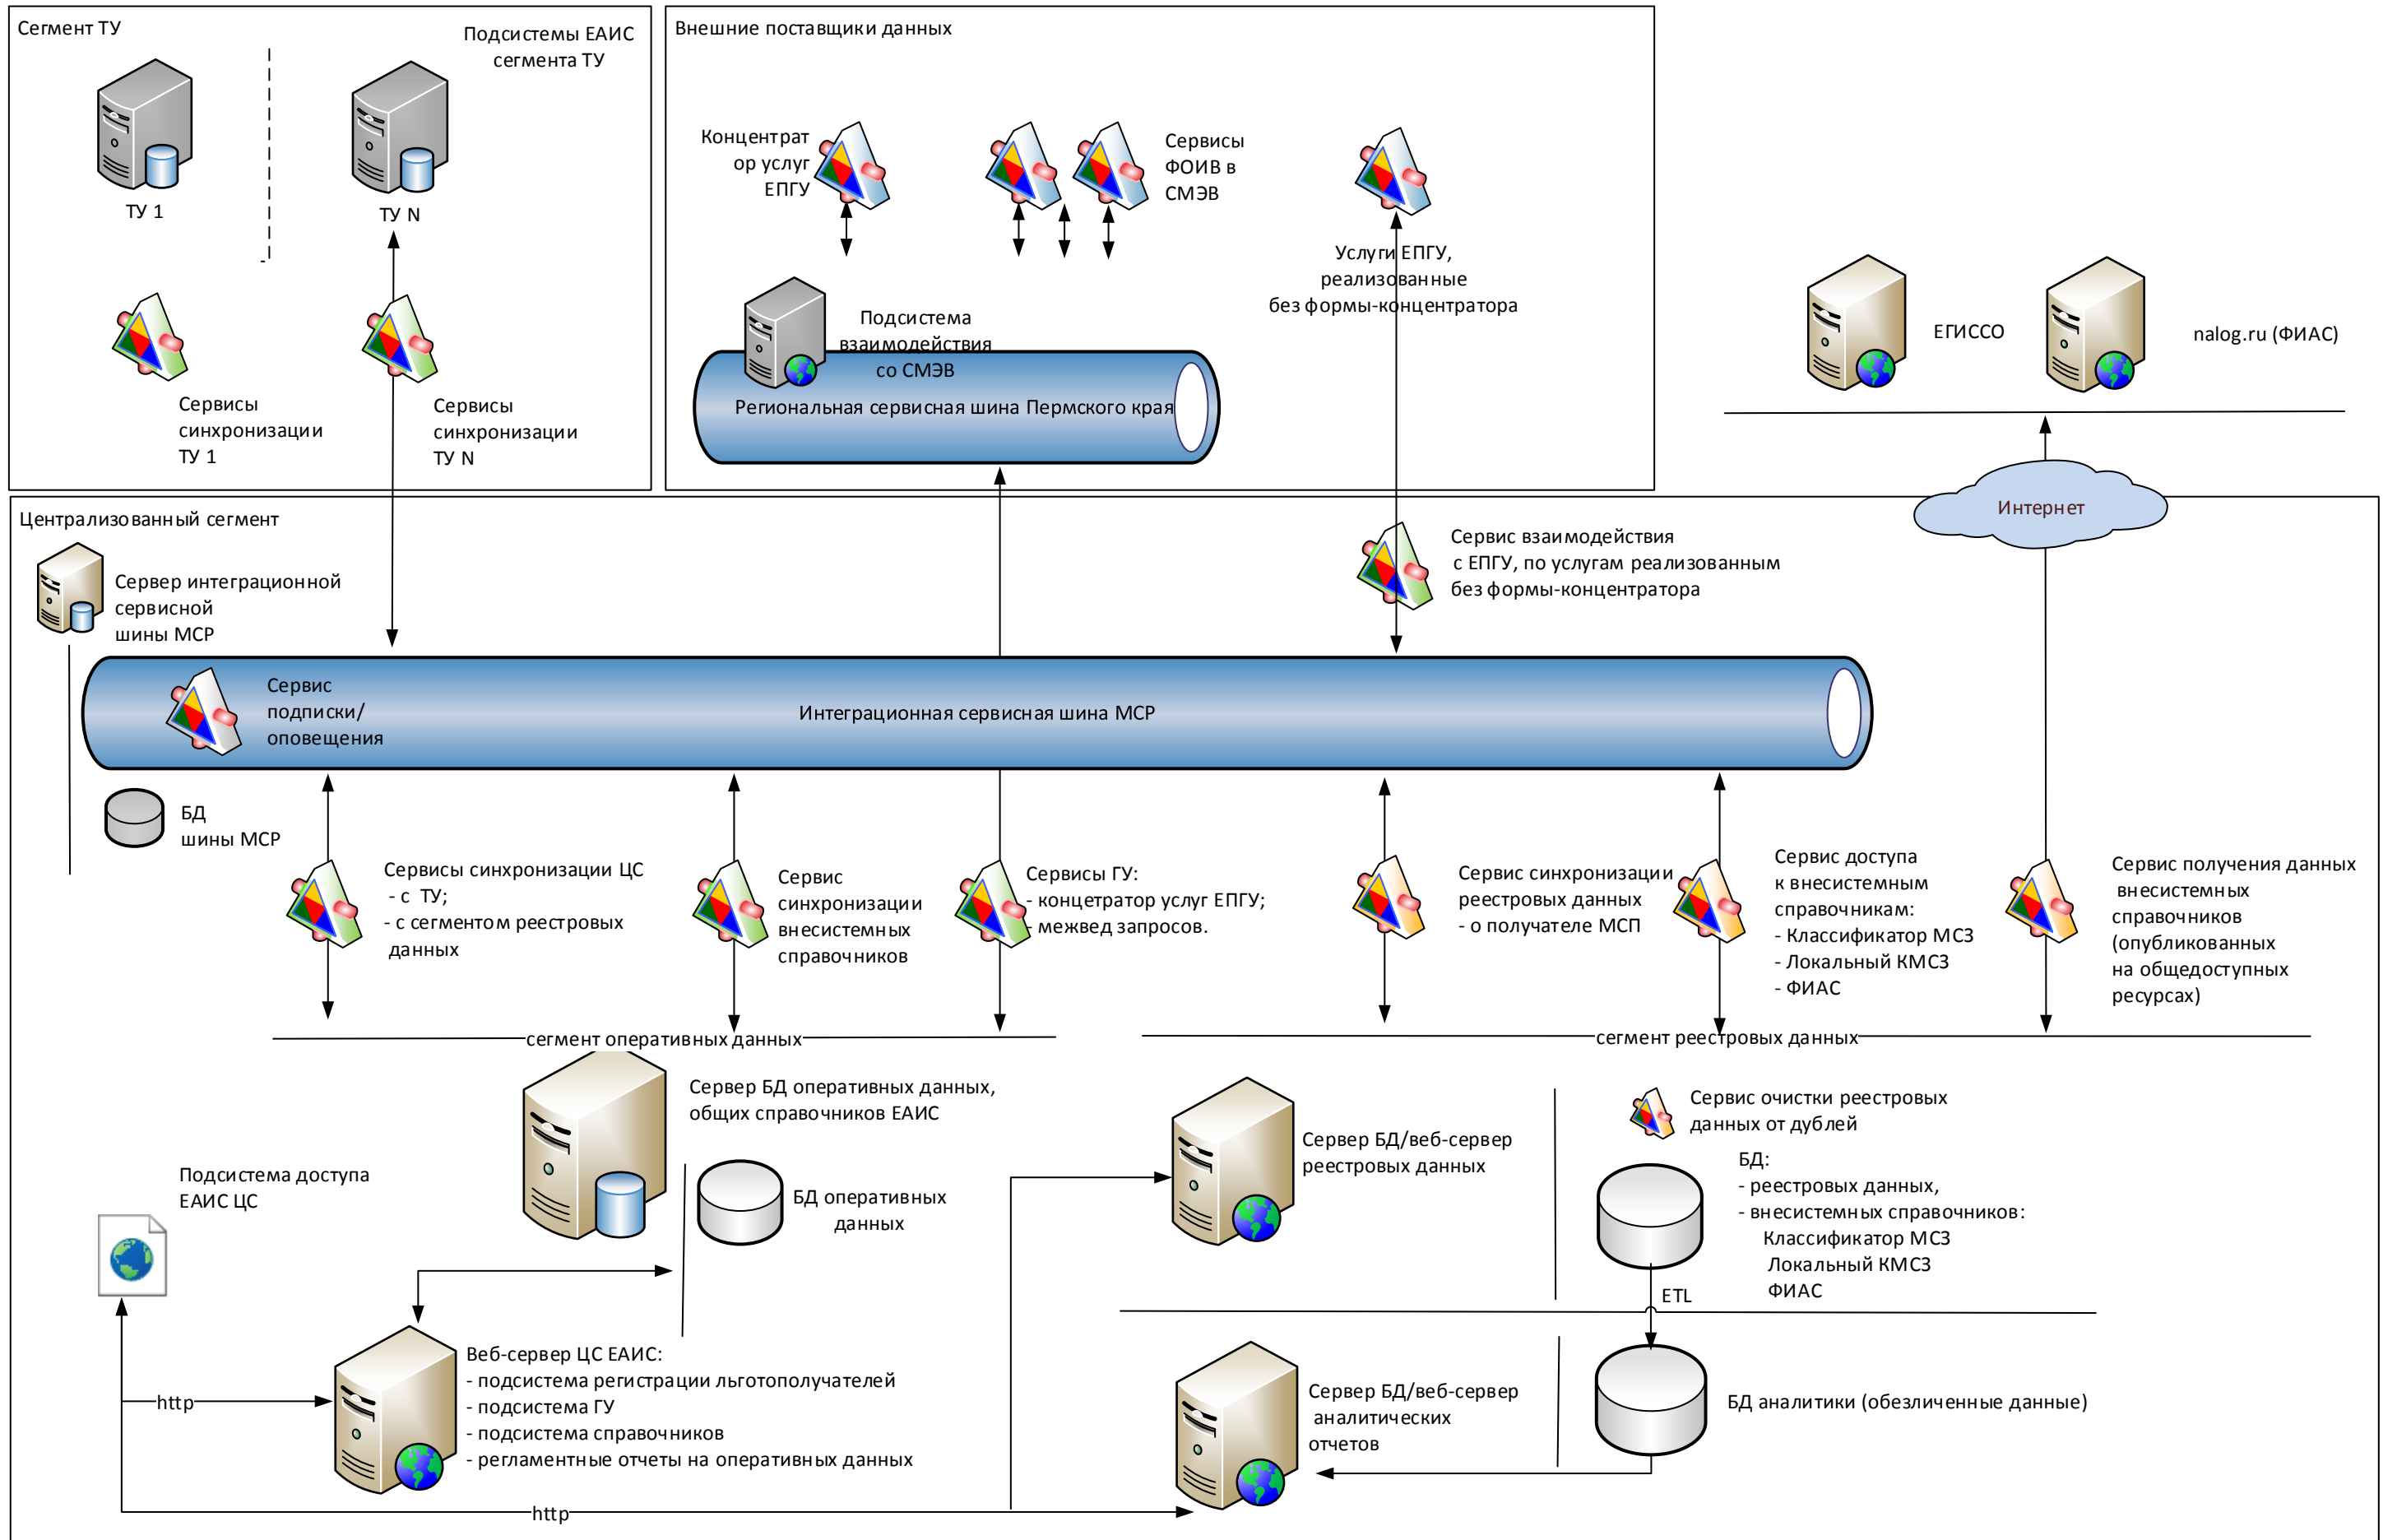 Сегмент ТУ
Подсистемы ЕАИС
сегмента ТУ
ТУ 1
ТУ N
Сервисы
синхронизации
ТУ 1
Сервисы
синхронизации
ТУ N
Внешние поставщики данных
Концентрат
ор услуг
ЕПГУ
Сервисы
ФОИВ в
СМЭВ
Услуги ЕПГУ,
реализованные
без формы-концентратора
Подсистема
взаимодействия
со СМЭВ
Региональная сервисная шина Пермского края
ЕГИССО
nalog.ru (ФИАС)
Интернет
Централизованный сегмент
Сервер интеграционной
сервисной
шины МСР
Сервис взаимодействия
с ЕПГУ, по услугам реализованным
без формы-концентратора
Сервис
подписки/
оповещения
Интеграционная сервисная шина МСР
БД
шины МСР
Сервисы синхронизации ЦС
- с ТУ;
- с сегментом реестровых
данных
Сервис
синхронизации
внесистемных
справочников
Сервисы ГУ:
- концетратор услуг ЕПГУ;
- межвед запросов.
Сервис синхронизации
реестровых данных
- о получателе МСП
Сервис доступа
к внесистемным
справочникам:
- Классификатор МСЗ
- Локальный КМСЗ
- ФИАС
Сервис получения данных
внесистемных
справочников
(опубликованных
на общедоступных
ресурсах)
сегмент оперативных данных
сегмент реестровых данных
Сервер БД оперативных данных,
общих справочников ЕАИС
БД оперативных
данных
Подсистема доступа
ЕАИС ЦС
Сервер БД/веб-сервер
реестровых данных
Сервис очистки реестровых
данных от дублей
БД:
- реестровых данных,
- внесистемных справочников:
Классификатор МСЗ
Локальный КМСЗ
ФИАС
ETL
Веб-сервер ЦС ЕАИС:
- подсистема регистрации льготополучателей
- подсистема ГУ
- подсистема справочников
- регламентные отчеты на оперативных данных
http
http
Сервер БД/веб-сервер
аналитических
отчетов
БД аналитики (обезличенные данные)